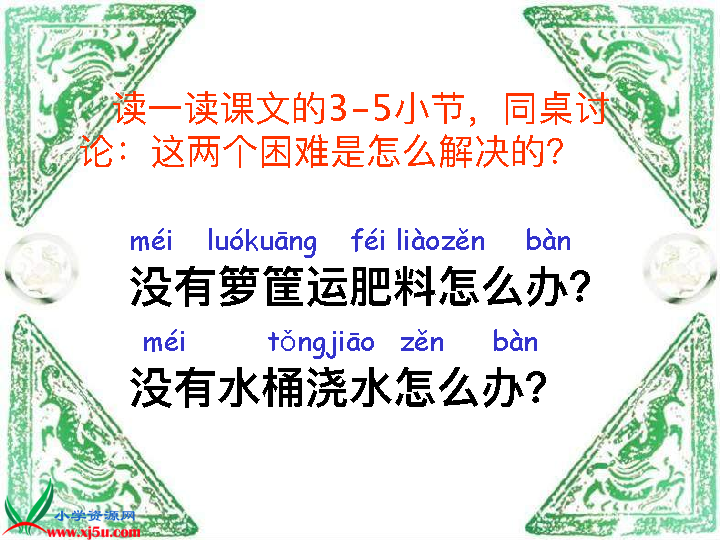 读一读课文的3-5小节，同桌讨
论：这两个困难是怎么解决的？
méi luókuāng féi liàozěn bàn
没有箩筐运肥料怎么办？
méi tǒngjiāo zěn bàn
没有水桶浇水怎么办？
小学资源网
www.xj5u.com